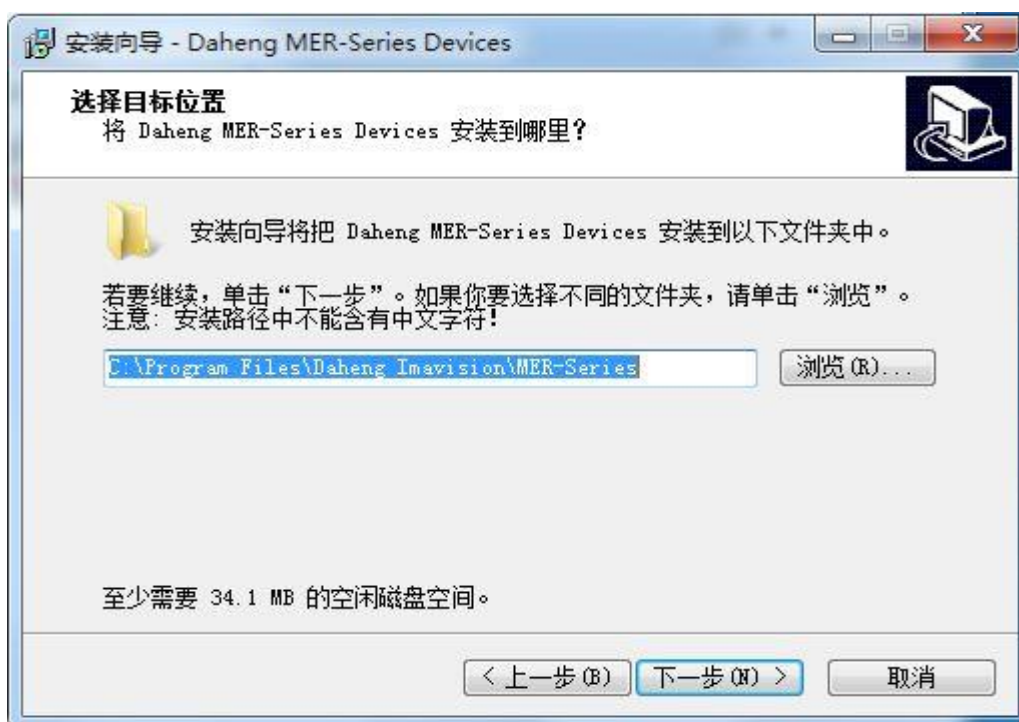 安装向导 - Daheng MER-Series Devices
选择目标位置
将 Daheng MER-Series Devices 安装到哪里?
安装向导将把 Daheng MER-Series Devices 安装到以下文件夹中。
若要继续,单击“下一步”。如果你要选择不同的文件夹,请单击“浏览”。
注意: 安装路径中不能含有中文字符!
C:\Program Files\Daheng Imavision\MER-Series
浏览(R)...
至少需要 34.1 MB 的空闲磁盘空间。
< 上一步(B)
下一步(N) >
取消